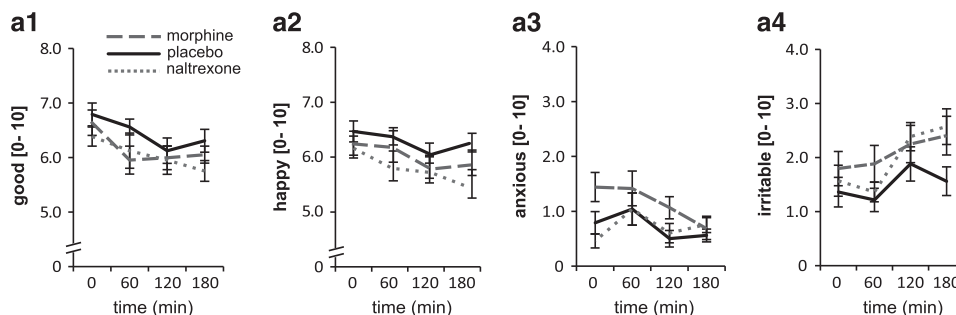 a1
morphine
placebo
naltrexone
8.0
7.0
6.0
5.0
0
good [0- 10]
0 60 120 180
time (min)
a2
8.0
7.0
6.0
5.0
0
happy [0- 10]
0 60 120 180
time (min)
a3
4.0
3.0
2.0
1.0
0
anxious [0- 10]
0 60 120 180
time (min)
a4
4.0
3.0
2.0
1.0
0
irritable [0- 10]
0 60 120 180
time (min)